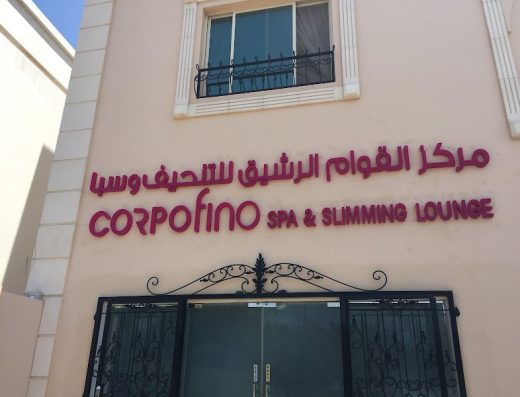 مركز القوام الرشيق للتنحيف وسبا
CORPOfINO SPA & SLIMMING LOUNGE